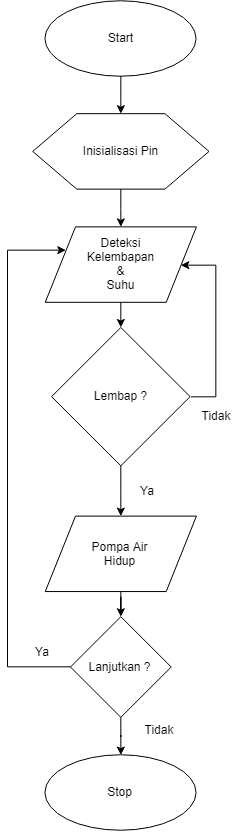 Start
Inisialisasi Pin
Deteksi
Kelembapan
&
Suhu
Lembap ?
Tidak
Ya
Pompa Air
Hidup
Ya
Lanjutkan ?
Tidak
Stop